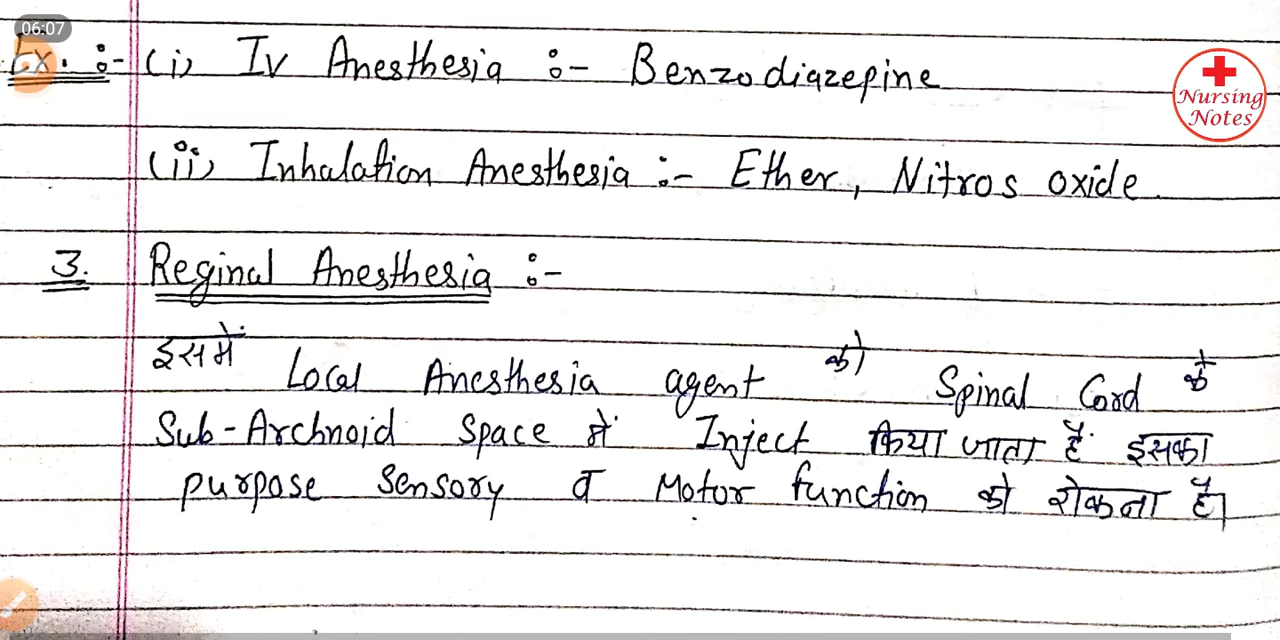 06:07
Ex. :- (i) Iv Anesthesia :- Benzodiazepine
Nursing
Notes
(ii) Inhalation Anesthesia :- Ether, Nitros oxide.
3. Reginal Anesthesia :-
इसमें Local Anesthesia agent को Spinal Cord के
Sub-Archnoid Space में Inject किया जाता है इसका
purpose Sensory व Motor function को रोकना है।